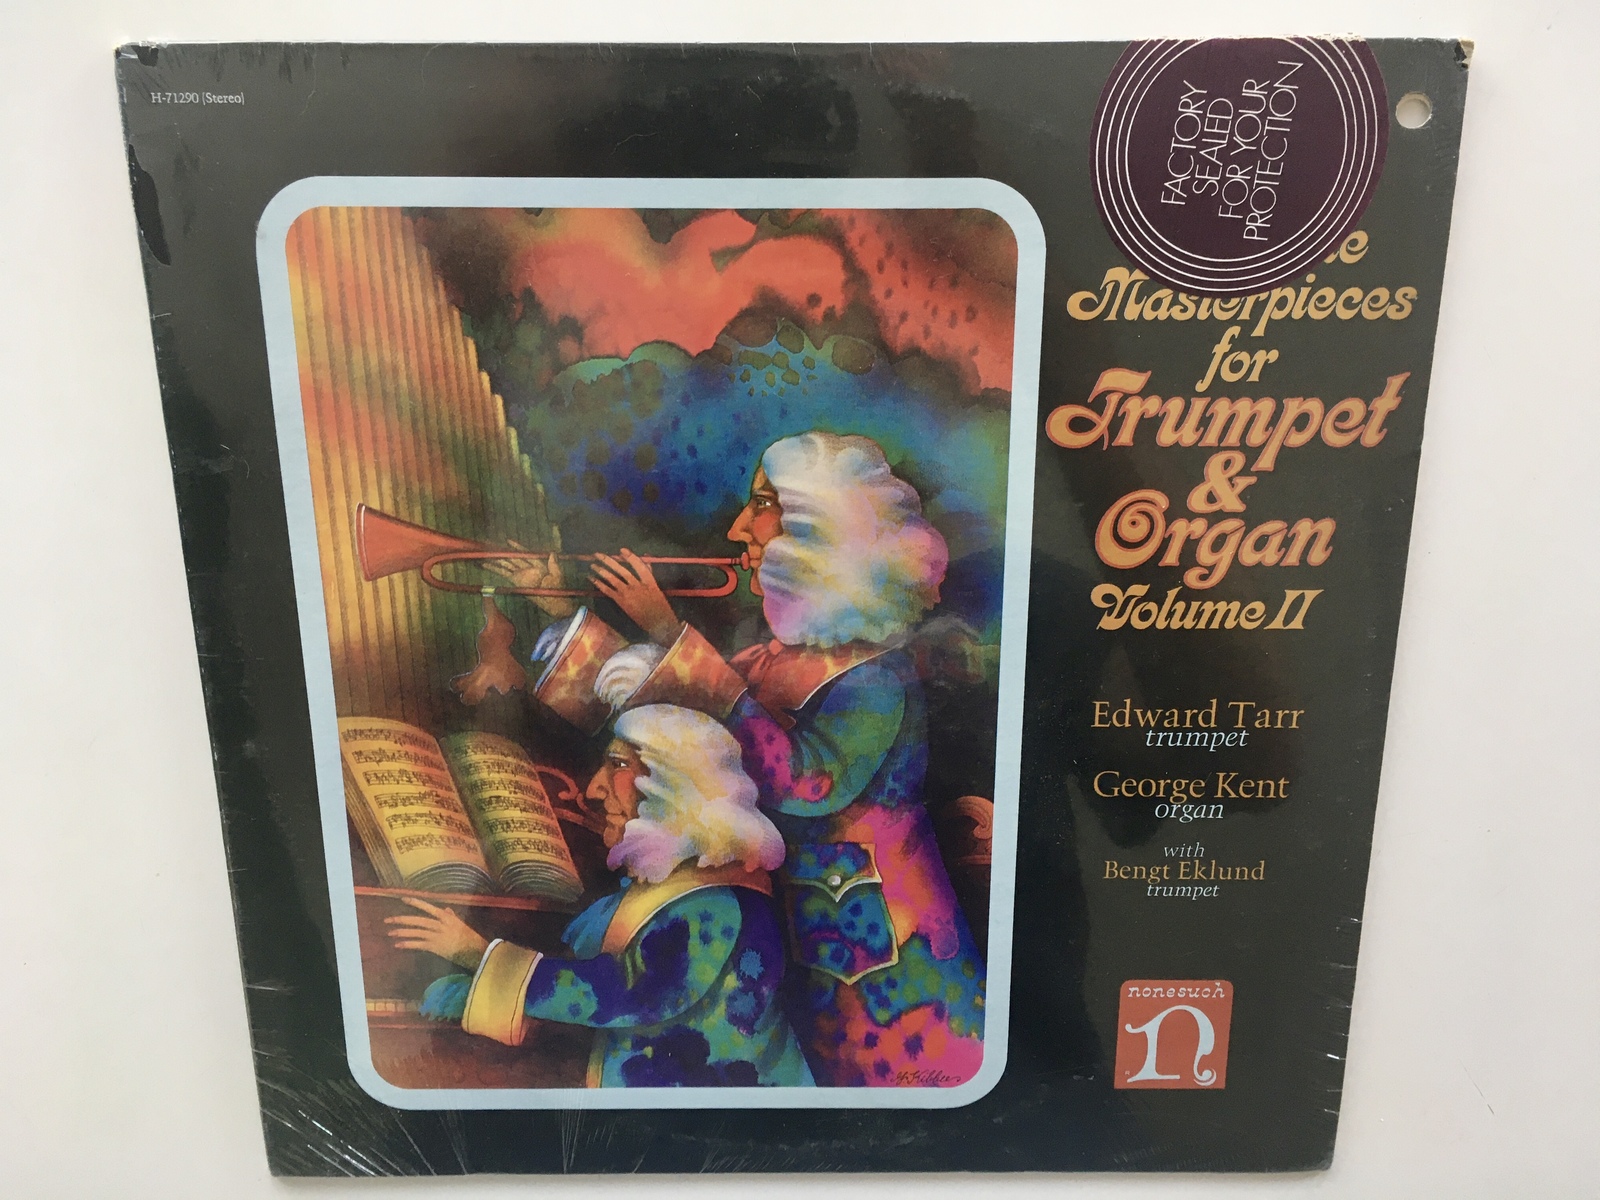 H-71290 (Stereo)
FACTORY
SEALED
FOR YOUR
PROTECTION
Masterpieces
for
Trumpet
&
Organ
Volume II
Edward Tarr
trumpet
George Kent
organ
with
Bengt Eklund
trumpet
nonesuch
n